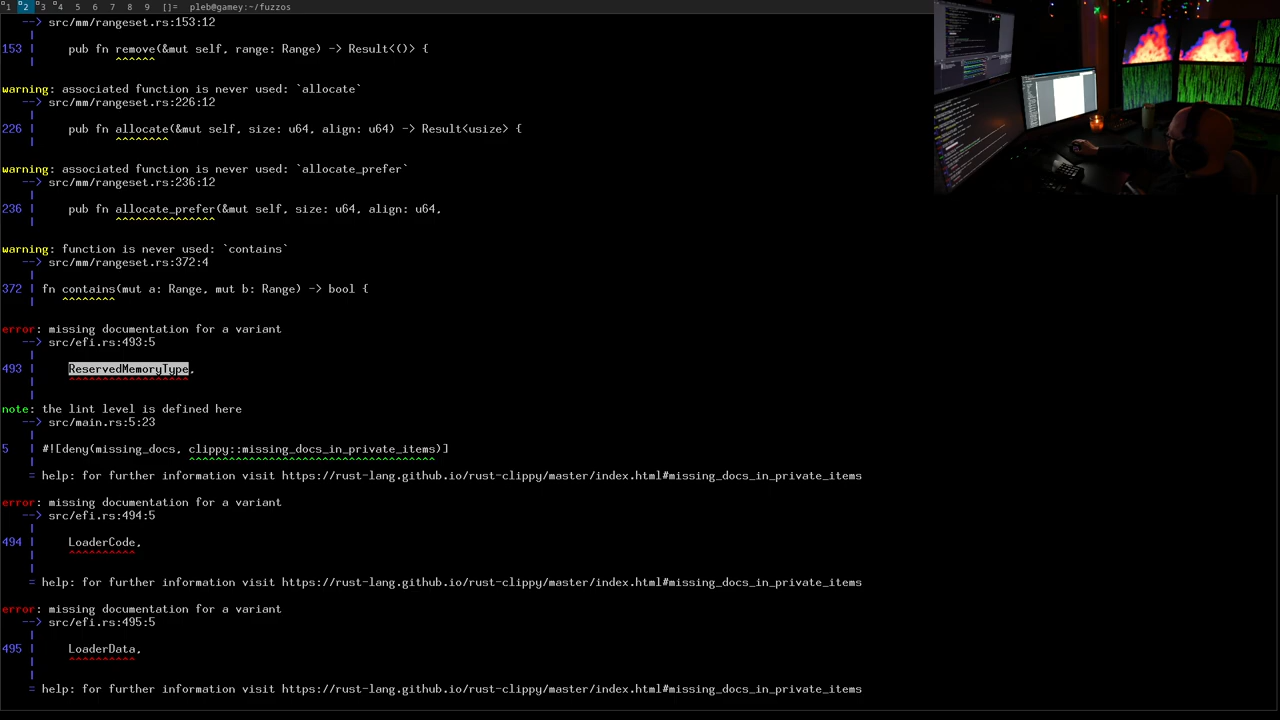 1 2 3 4 5 6 7 8 9 []= pleb@gamey:~/fuzzos
--> src/mm/rangeset.rs:153:12
|
153 | pub fn remove(&mut self, range: Range) -> Result<()> {
| ^^^^^^
warning: associated function is never used: `allocate`
--> src/mm/rangeset.rs:226:12
|
226 | pub fn allocate(&mut self, size: u64, align: u64) -> Result<usize> {
| ^^^^^^^^
warning: associated function is never used: `allocate_prefer`
--> src/mm/rangeset.rs:236:12
|
236 | pub fn allocate_prefer(&mut self, size: u64, align: u64,
| ^^^^^^^^^^^^^^^
warning: function is never used: `contains`
--> src/mm/rangeset.rs:372:4
|
372 | fn contains(mut a: Range, mut b: Range) -> bool {
| ^^^^^^^^
error: missing documentation for a variant
--> src/efi.rs:493:5
|
493 | ReservedMemoryType,
| ^^^^^^^^^^^^^^^^^^
|
note: the lint level is defined here
--> src/main.rs:5:23
|
5 | #![deny(missing_docs, clippy::missing_docs_in_private_items)]
| ^^^^^^^^^^^^^^^^^^^^^^^^^^^^^^^^^^^^^
= help: for further information visit https://rust-lang.github.io/rust-clippy/master/index.html#missing_docs_in_private_items
error: missing documentation for a variant
--> src/efi.rs:494:5
|
494 | LoaderCode,
| ^^^^^^^^^^
|
= help: for further information visit https://rust-lang.github.io/rust-clippy/master/index.html#missing_docs_in_private_items
error: missing documentation for a variant
--> src/efi.rs:495:5
|
495 | LoaderData,
| ^^^^^^^^^^
|
= help: for further information visit https://rust-lang.github.io/rust-clippy/master/index.html#missing_docs_in_private_items